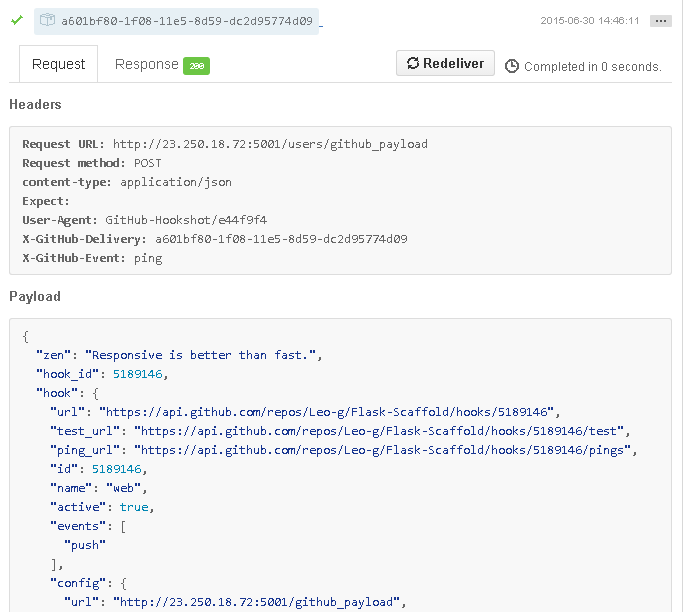 a601bf80-1f08-11e5-8d59-dc2d95774d09 2015-06-30 14:46:11 ...
Request Response 200 Redeliver Completed in 0 seconds.
Headers
Request URL: http://23.250.18.72:5001/users/github_payload
Request method: POST
content-type: application/json
Expect:
User-Agent: GitHub-Hookshot/e44f9f4
X-GitHub-Delivery: a601bf80-1f08-11e5-8d59-dc2d95774d09
X-GitHub-Event: ping
Payload
{
"zen": "Responsive is better than fast.",
"hook_id": 5189146,
"hook": {
"url": "https://api.github.com/repos/Leo-g/Flask-Scaffold/hooks/5189146",
"test_url": "https://api.github.com/repos/Leo-g/Flask-Scaffold/hooks/5189146/test",
"ping_url": "https://api.github.com/repos/Leo-g/Flask-Scaffold/hooks/5189146/pings",
"id": 5189146,
"name": "web",
"active": true,
"events": [
"push"
],
"config": {
"url": "http://23.250.18.72:5001/github_payload",